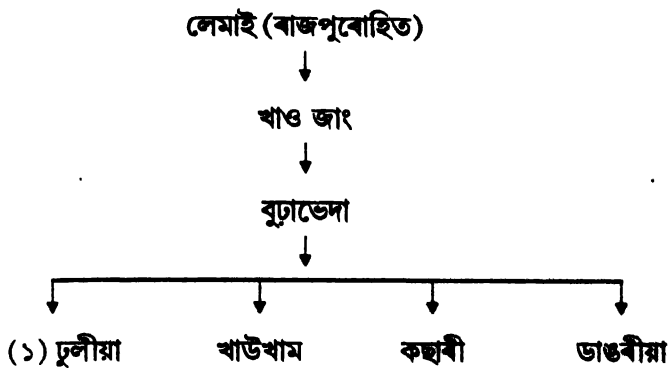 লেমাই (ৰাজপুৰোহিত)
খাও জাং
বুঢ়াভেদা
(১) ঢুলীয়া খাউখাম কছাৰী ডাঙৰীয়া